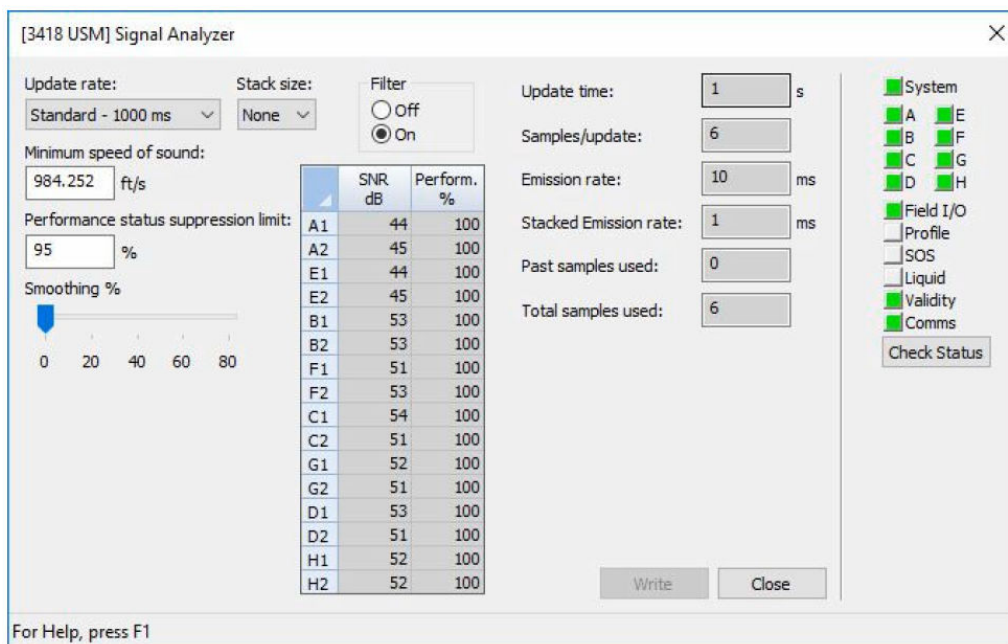 [3418 USM] Signal Analyzer
Update rate:
Standard - 1000 ms
Stack size:
None
Filter
Off
On
Minimum speed of sound:
984.252 ft/s
Performance status suppression limit:
95 %
Smoothing %
0 20 40 60 80
SNR dB Perform. %
A1 44 100
A2 45 100
E1 44 100
E2 45 100
B1 53 100
B2 53 100
F1 51 100
F2 53 100
C1 54 100
C2 51 100
G1 52 100
G2 51 100
D1 53 100
D2 51 100
H1 52 100
H2 52 100
Update time: 1 s
Samples/update: 6
Emission rate: 10 ms
Stacked Emission rate: 1 ms
Past samples used: 0
Total samples used: 6
Write
Close
System
A E
B F
C G
D H
Field I/O
Profile
SOS
Liquid
Validity
Comms
Check Status
For Help, press F1